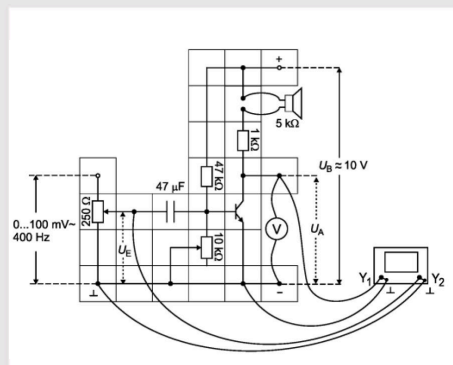 +
5 kΩ
1 kΩ
U_B ≈ 10 V
47 kΩ
47 µF
0...100 mV~
400 Hz
250 Ω
U_E
10 kΩ
V
U_A
Y₁
Y₂
⊥
⊥
⊥
−